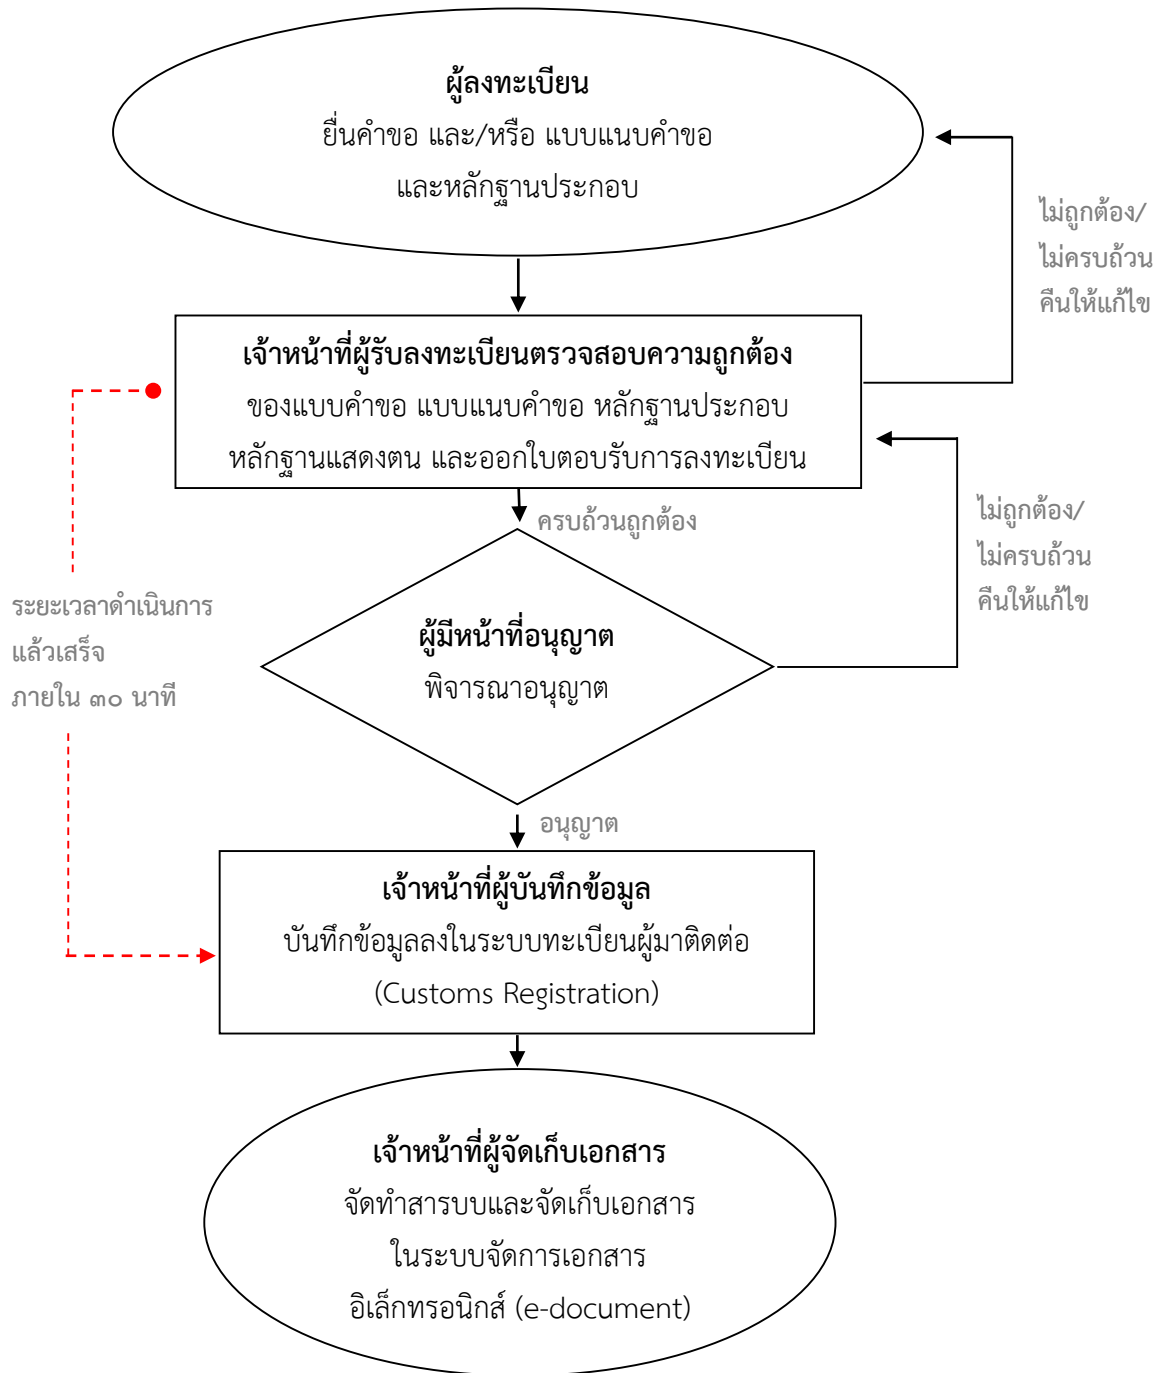 ผู้ลงทะเบียน
ยื่นคำขอ และ/หรือ แบบแนบคำขอ
และหลักฐานประกอบ
ไม่ถูกต้อง/
ไม่ครบถ้วน
คืนให้แก้ไข
เจ้าหน้าที่ผู้รับลงทะเบียนตรวจสอบความถูกต้อง
ของแบบคำขอ แบบแนบคำขอ หลักฐานประกอบ
หลักฐานแสดงตน และออกใบตอบรับการลงทะเบียน
ครบถ้วนถูกต้อง
ไม่ถูกต้อง/
ไม่ครบถ้วน
คืนให้แก้ไข
ระยะเวลาดำเนินการ
แล้วเสร็จ
ภายใน ๓๐ นาที
ผู้มีหน้าที่อนุญาต
พิจารณาอนุญาต
อนุญาต
เจ้าหน้าที่ผู้บันทึกข้อมูล
บันทึกข้อมูลลงในระบบทะเบียนผู้มาติดต่อ
(Customs Registration)
เจ้าหน้าที่ผู้จัดเก็บเอกสาร
จัดทำสารบบและจัดเก็บเอกสาร
ในระบบจัดการเอกสาร
อิเล็กทรอนิกส์ (e-document)